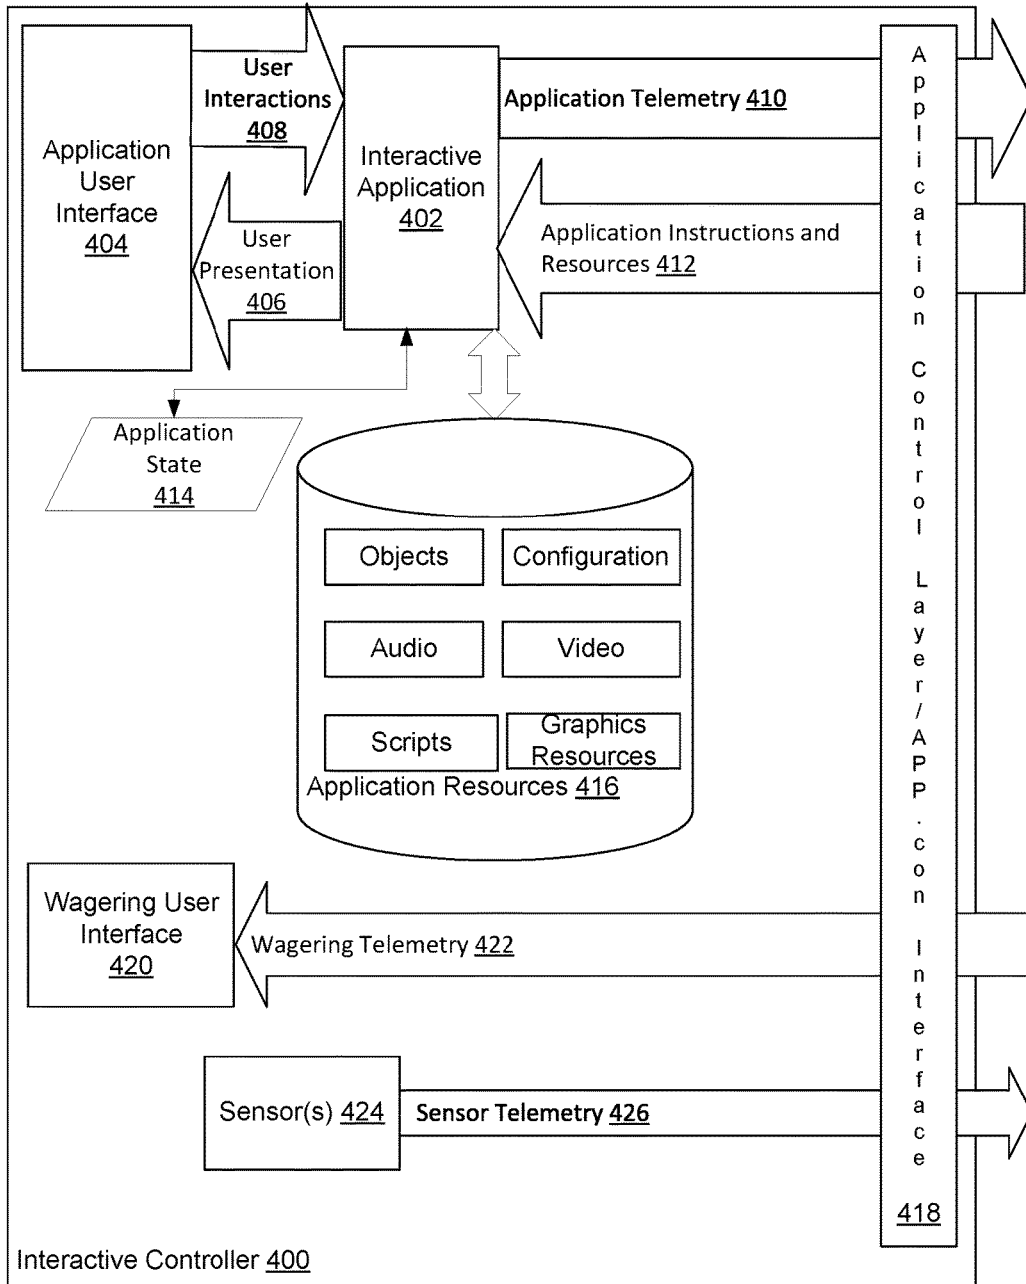 Application
User
Interface
404
User
Interactions
408
User
Presentation
406
Interactive
Application
402
Application Telemetry 410
Application Instructions and
Resources 412
Application
State
414
Objects
Configuration
Audio
Video
Scripts
Graphics
Resources
Application Resources 416
Wagering User
Interface
420
Wagering Telemetry 422
Sensor(s) 424
Sensor Telemetry 426
Application Control Layer/APP.con Interface
418
Interactive Controller 400